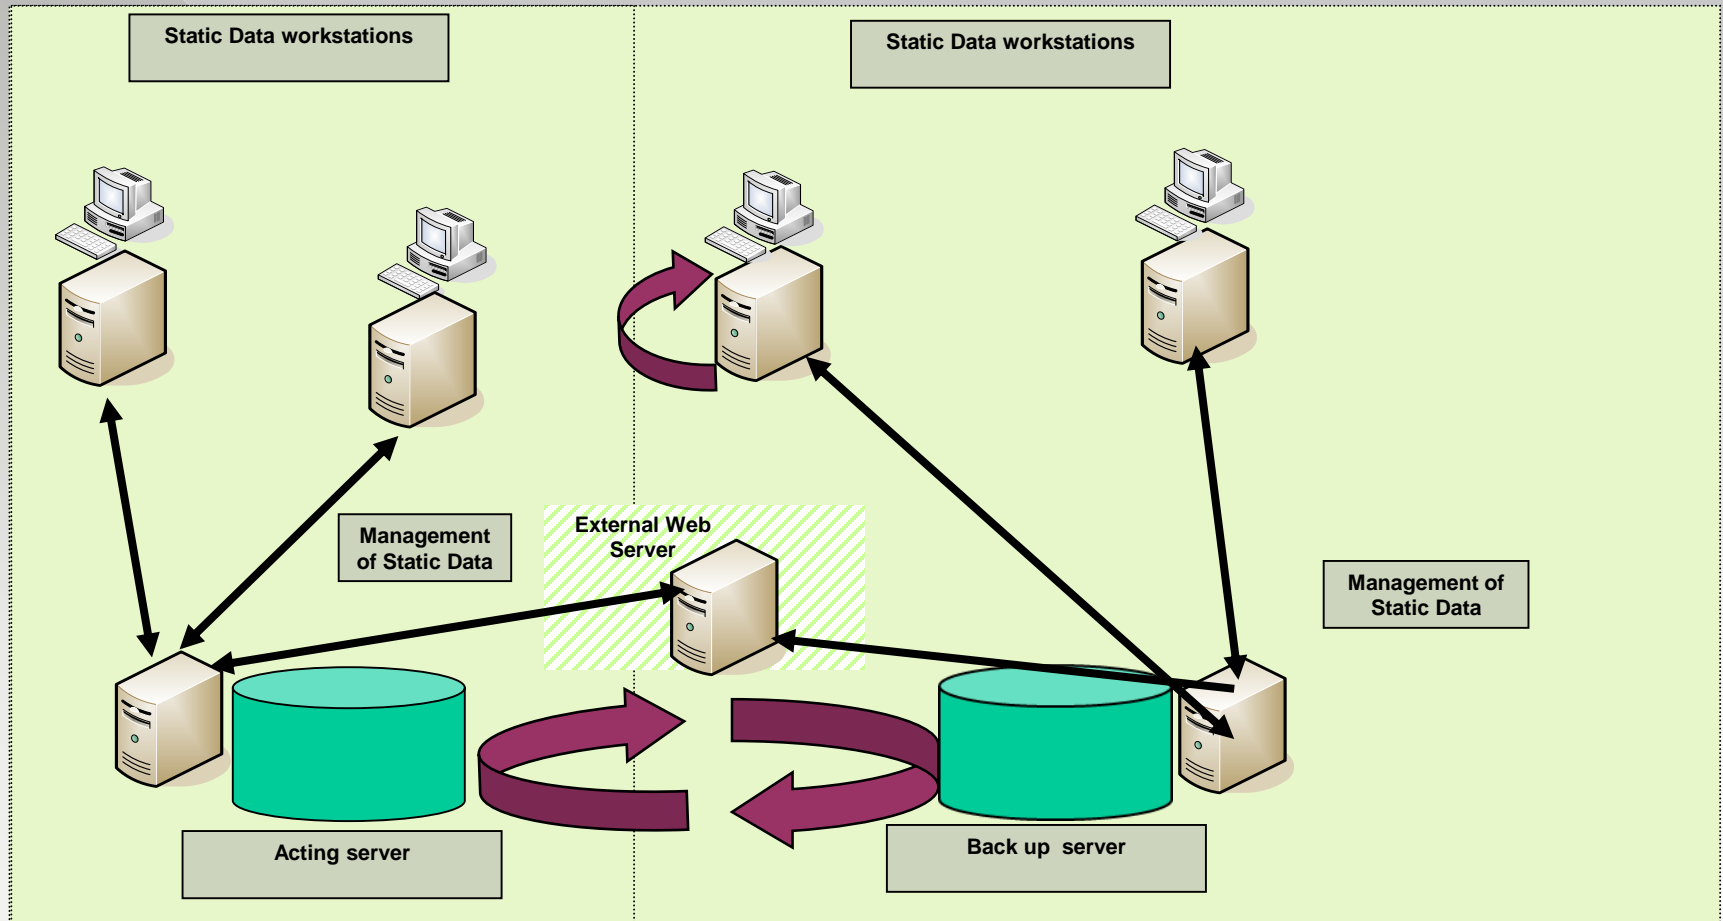 Static Data workstations
Static Data workstations
Management
of Static Data
External Web
Server
Management of
Static Data
Acting server
Back up  server